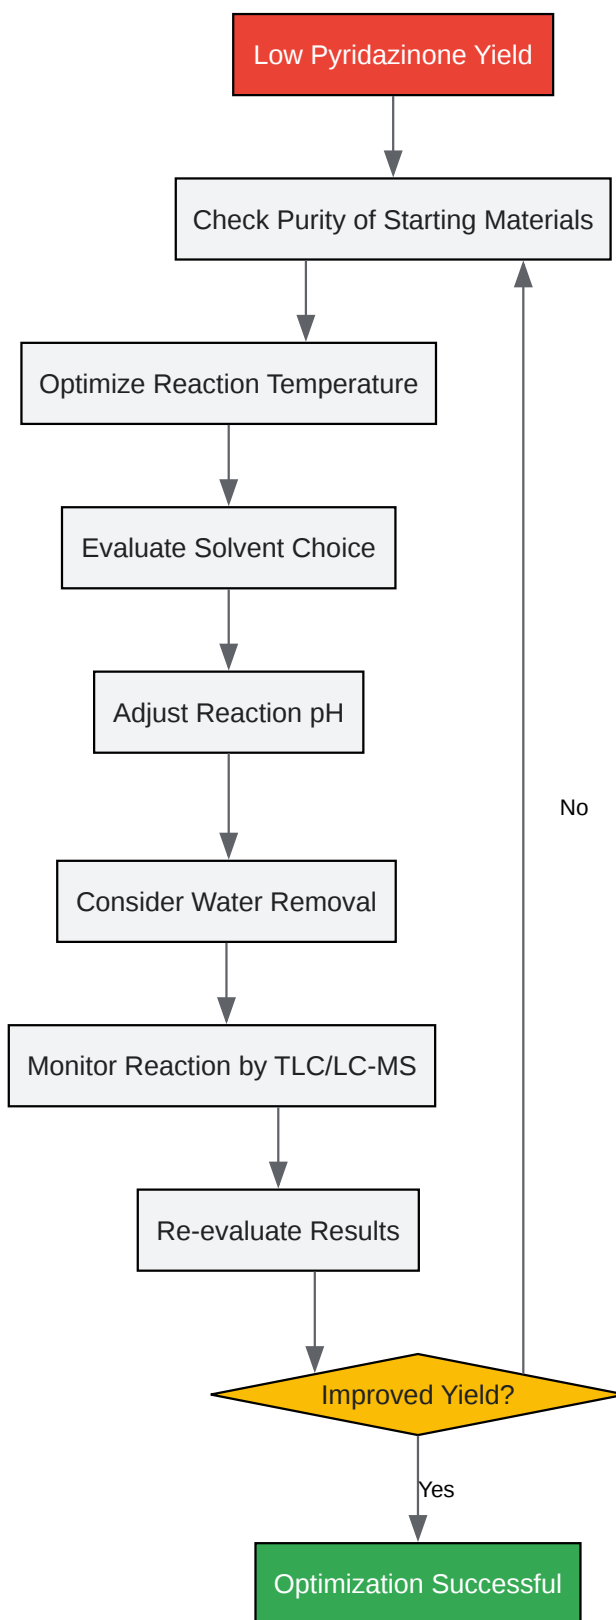 Low Pyridazinone Yield
Check Purity of Starting Materials
Optimize Reaction Temperature
Evaluate Solvent Choice
Adjust Reaction pH
No
Consider Water Removal
Monitor Reaction by TLC/LC-MS
Re-evaluate Results
Improved Yield?
Yes
Optimization Successful